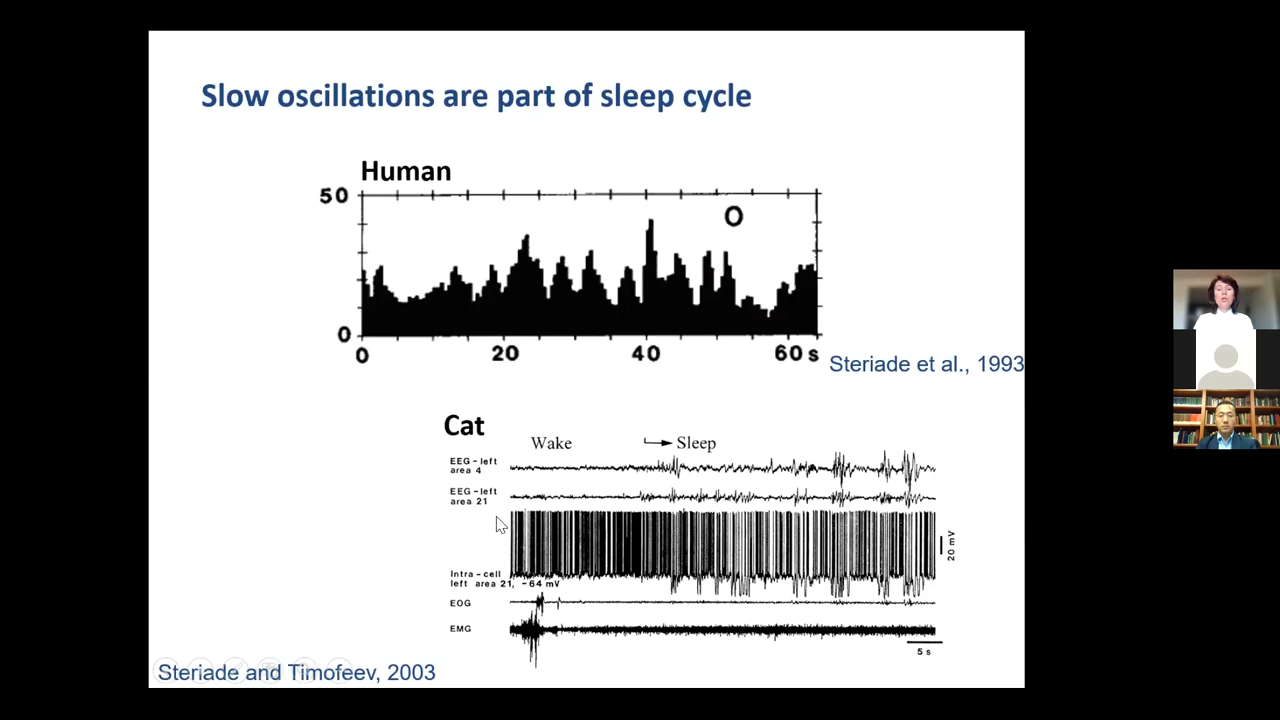 Slow oscillations are part of sleep cycle
Human
50
O
0
0 20 40 60 s
Steriade et al., 1993
Cat
Wake Sleep
EEG-left
area 4
EEG-left
area 21
20 mV
Intra-cell
left area 21, -64 mV
EOG
EMG
5 s
Steriade and Timofeev, 2003